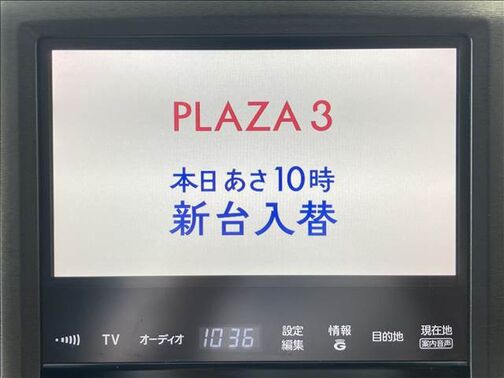 PLAZA 3
本日あさ10時
新台入替
TV
オーディオ
10:36
設定
編集
情報
G
目的地
現在地
案内音声